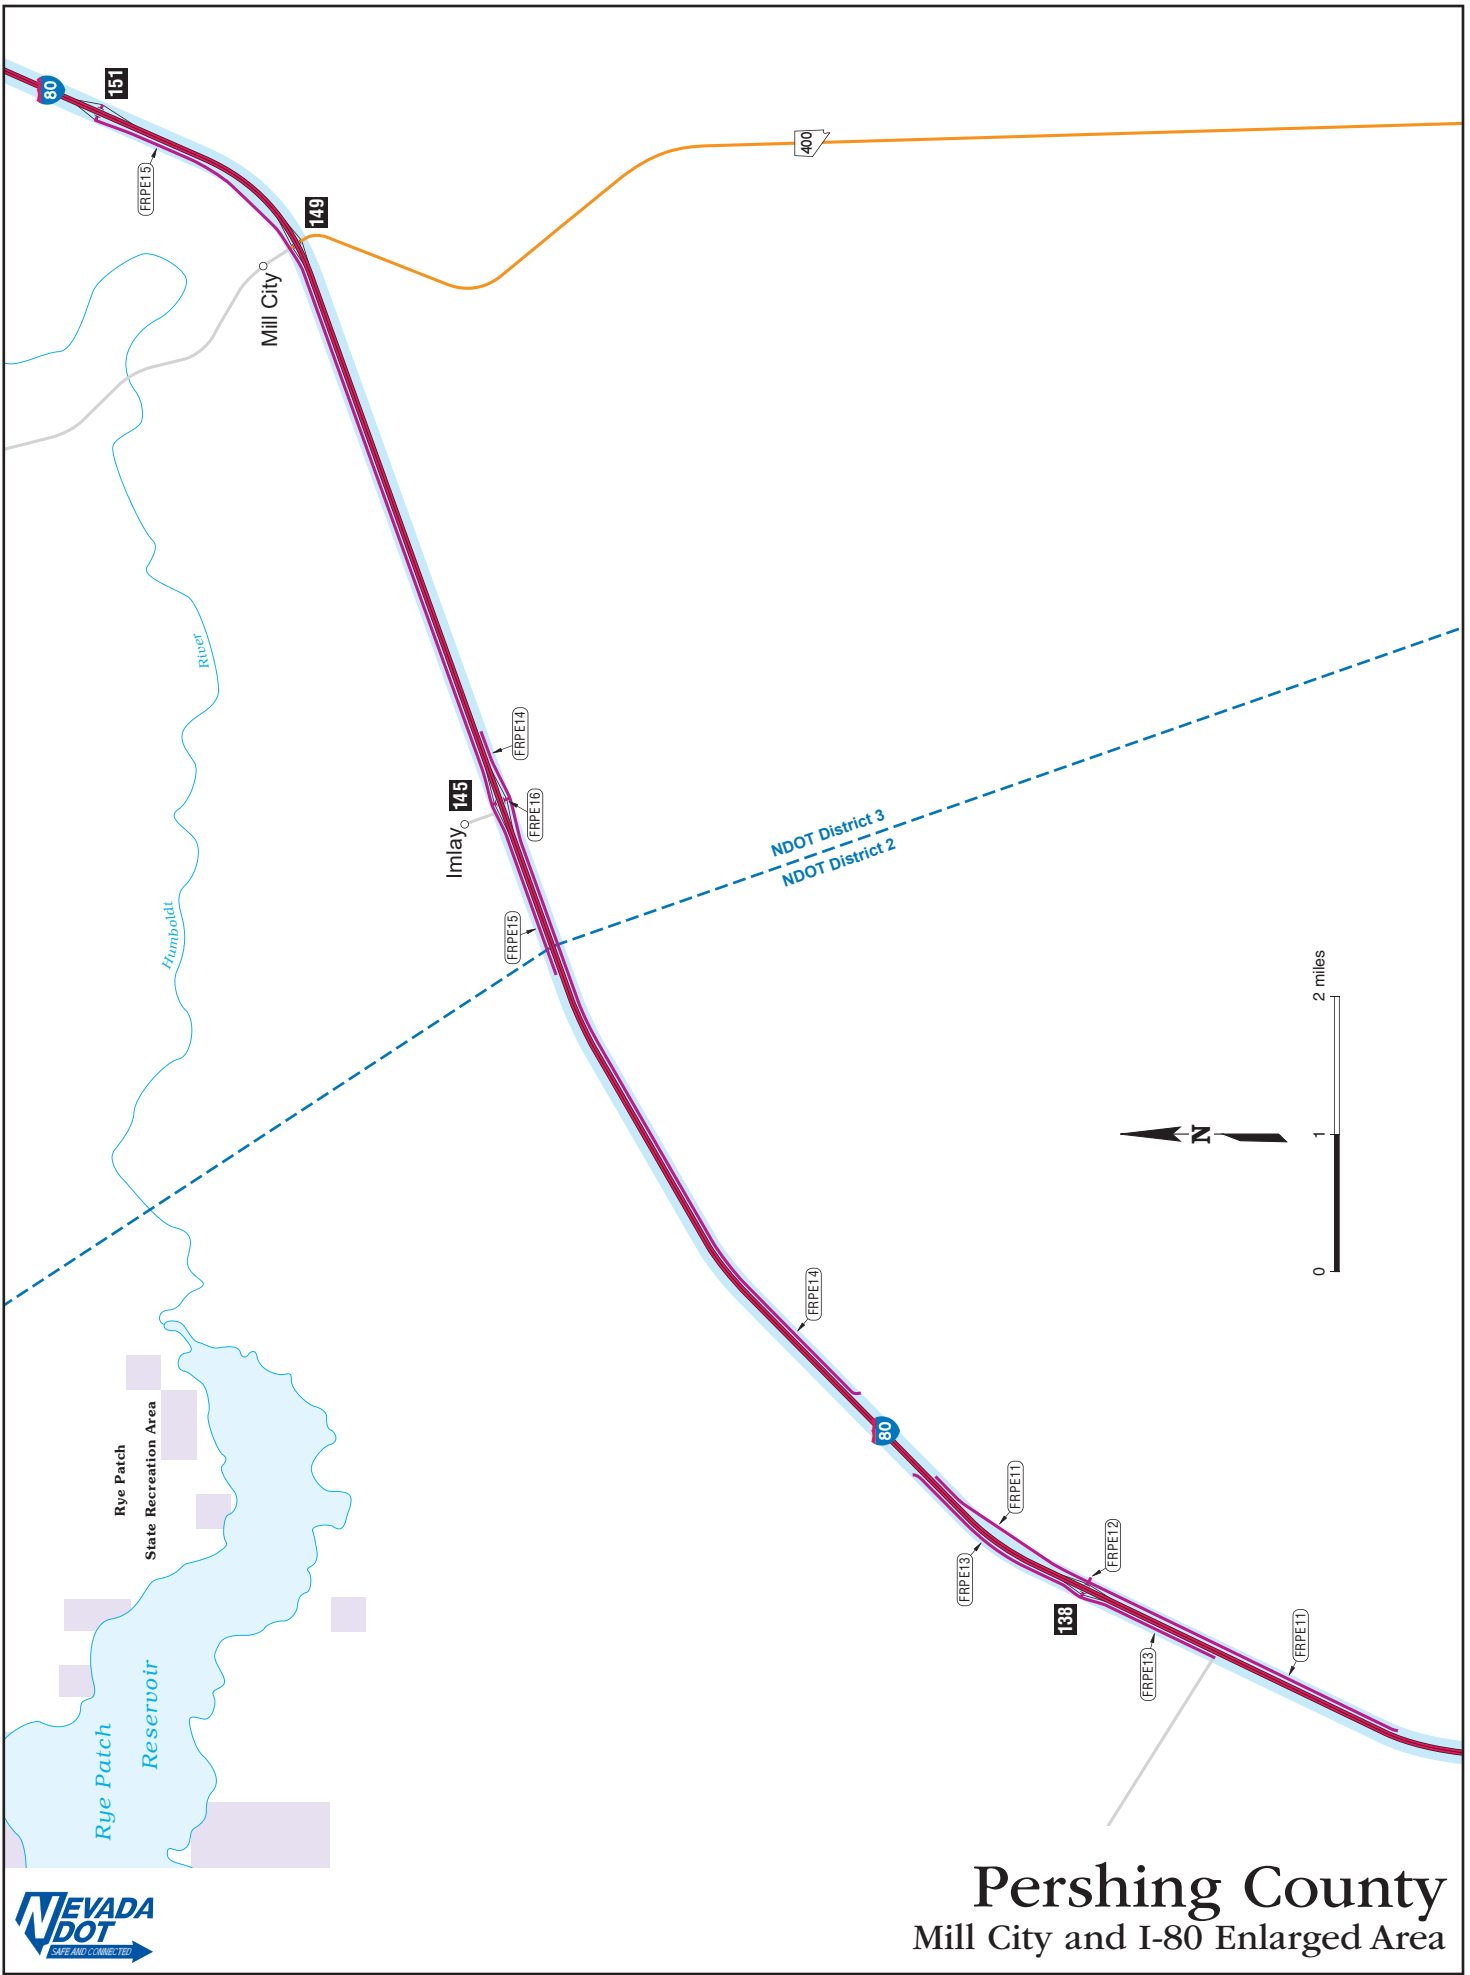 80
151
FRPE15
149
Mill City
400
River
FRPE14
145
Imlay
FRPE16
NDOT District 3
NDOT District 2
Humboldt
FRPE15
2 miles
1
0
N
FRPE14
Rye Patch
State Recreation Area
80
FRPE11
FRPE13
FRPE12
138
FRPE13
FRPE11
Rye Patch
Reservoir
NEVADA
DOT
SAFE AND CONNECTED
Pershing County
Mill City and I-80 Enlarged Area